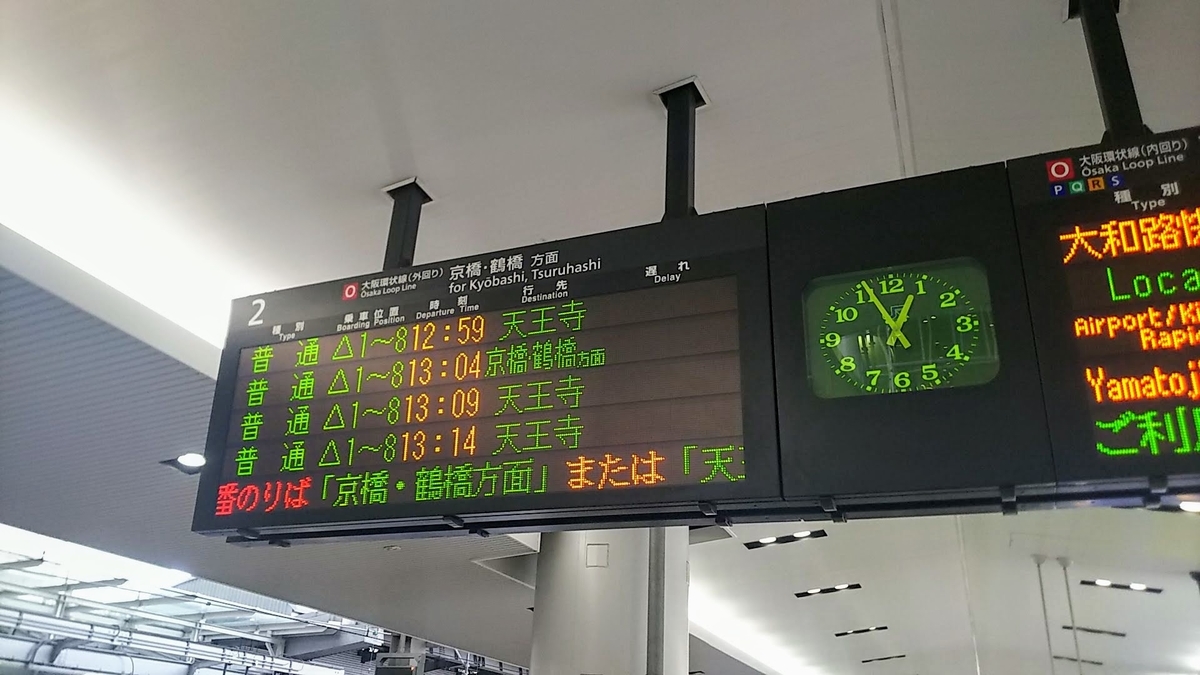 2 O 大阪環状線(外回り) 京橋・鶴橋 方面
Osaka Loop Line for Kyōbashi, Tsuruhashi
種別 乗車位置 時刻 行先 遅れ
Type Boarding Position Departure Time Destination Delay
普通 △1~8 12:59 天王寺
普通 △1~8 13:04 京橋・鶴橋方面
普通 △1~8 13:09 天王寺
普通 △1~8 13:14 天王寺
番のりば「京橋・鶴橋方面」または「天
12 1 2 3 4 5 6 7 8 9 10 11
O 大阪環状線(内回り)
Osaka Loop Line
P Q R S
種別
Type
大和路快
Loca
Airport/Ki
Rapi
Yamatoj
ご利用